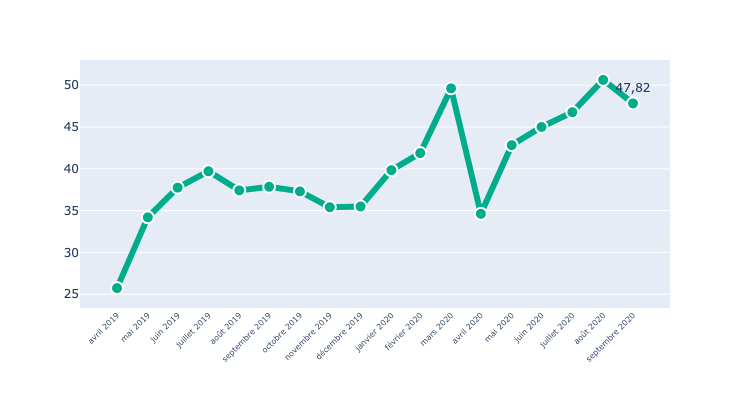 50
45
40
35
30
25
47,82
avril 2019
mai 2019
juin 2019
juillet 2019
août 2019
septembre 2019
octobre 2019
novembre 2019
décembre 2019
janvier 2020
février 2020
mars 2020
avril 2020
mai 2020
juin 2020
juillet 2020
août 2020
septembre 2020